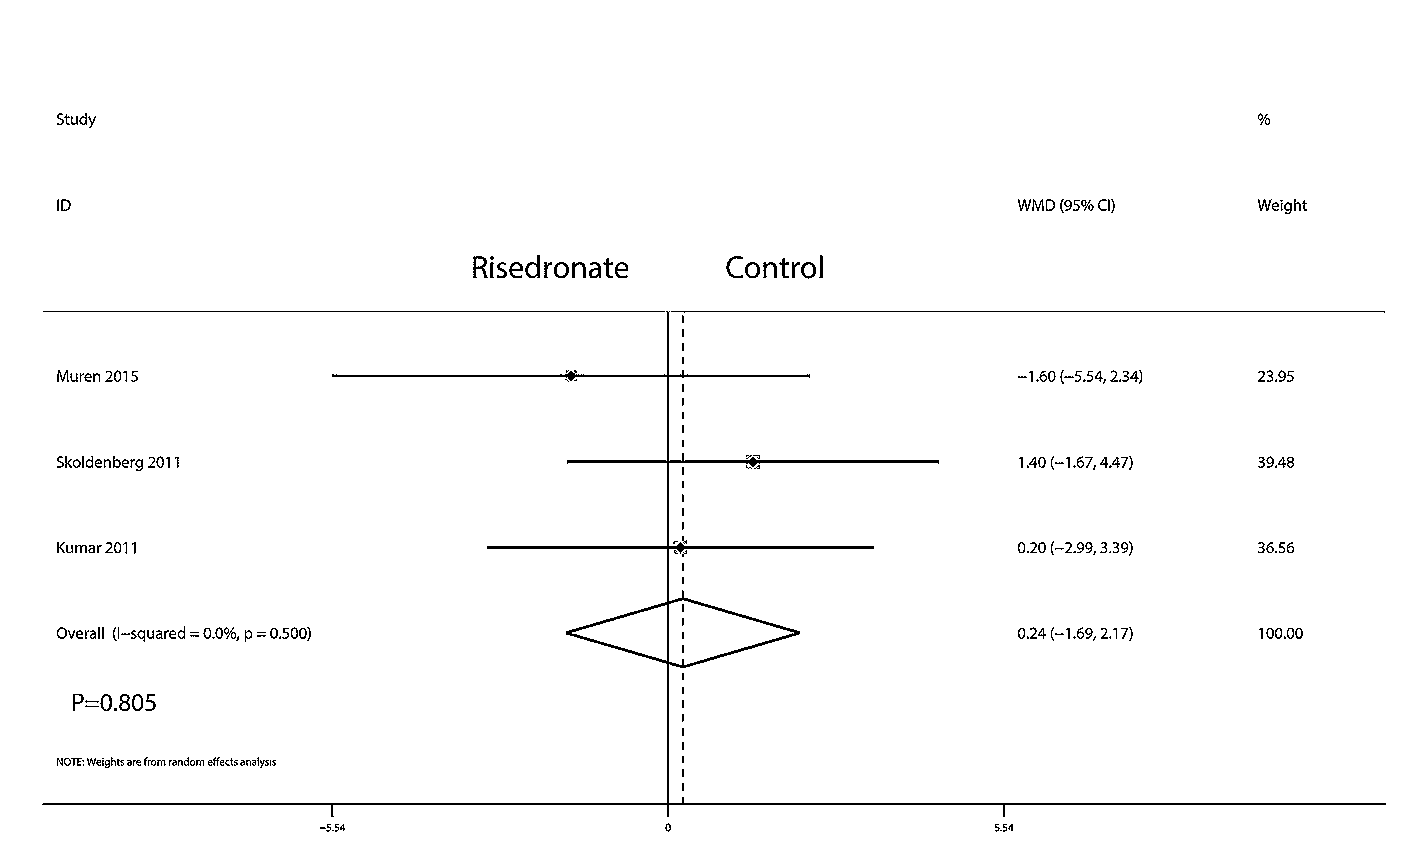 Study %
ID WMD (95% CI) Weight
Risedronate Control
Muren 2015 −1.60 (−5.54, 2.34) 23.95
Skoldenberg 2011 1.40 (−1.67, 4.47) 39.48
Kumar 2011 0.20 (−2.99, 3.39) 36.56
Overall (I−squared = 0.0%, p = 0.500) 0.24 (−1.69, 2.17) 100.00
P=0.805
NOTE: Weights are from random effects analysis
−5.54 0 5.54